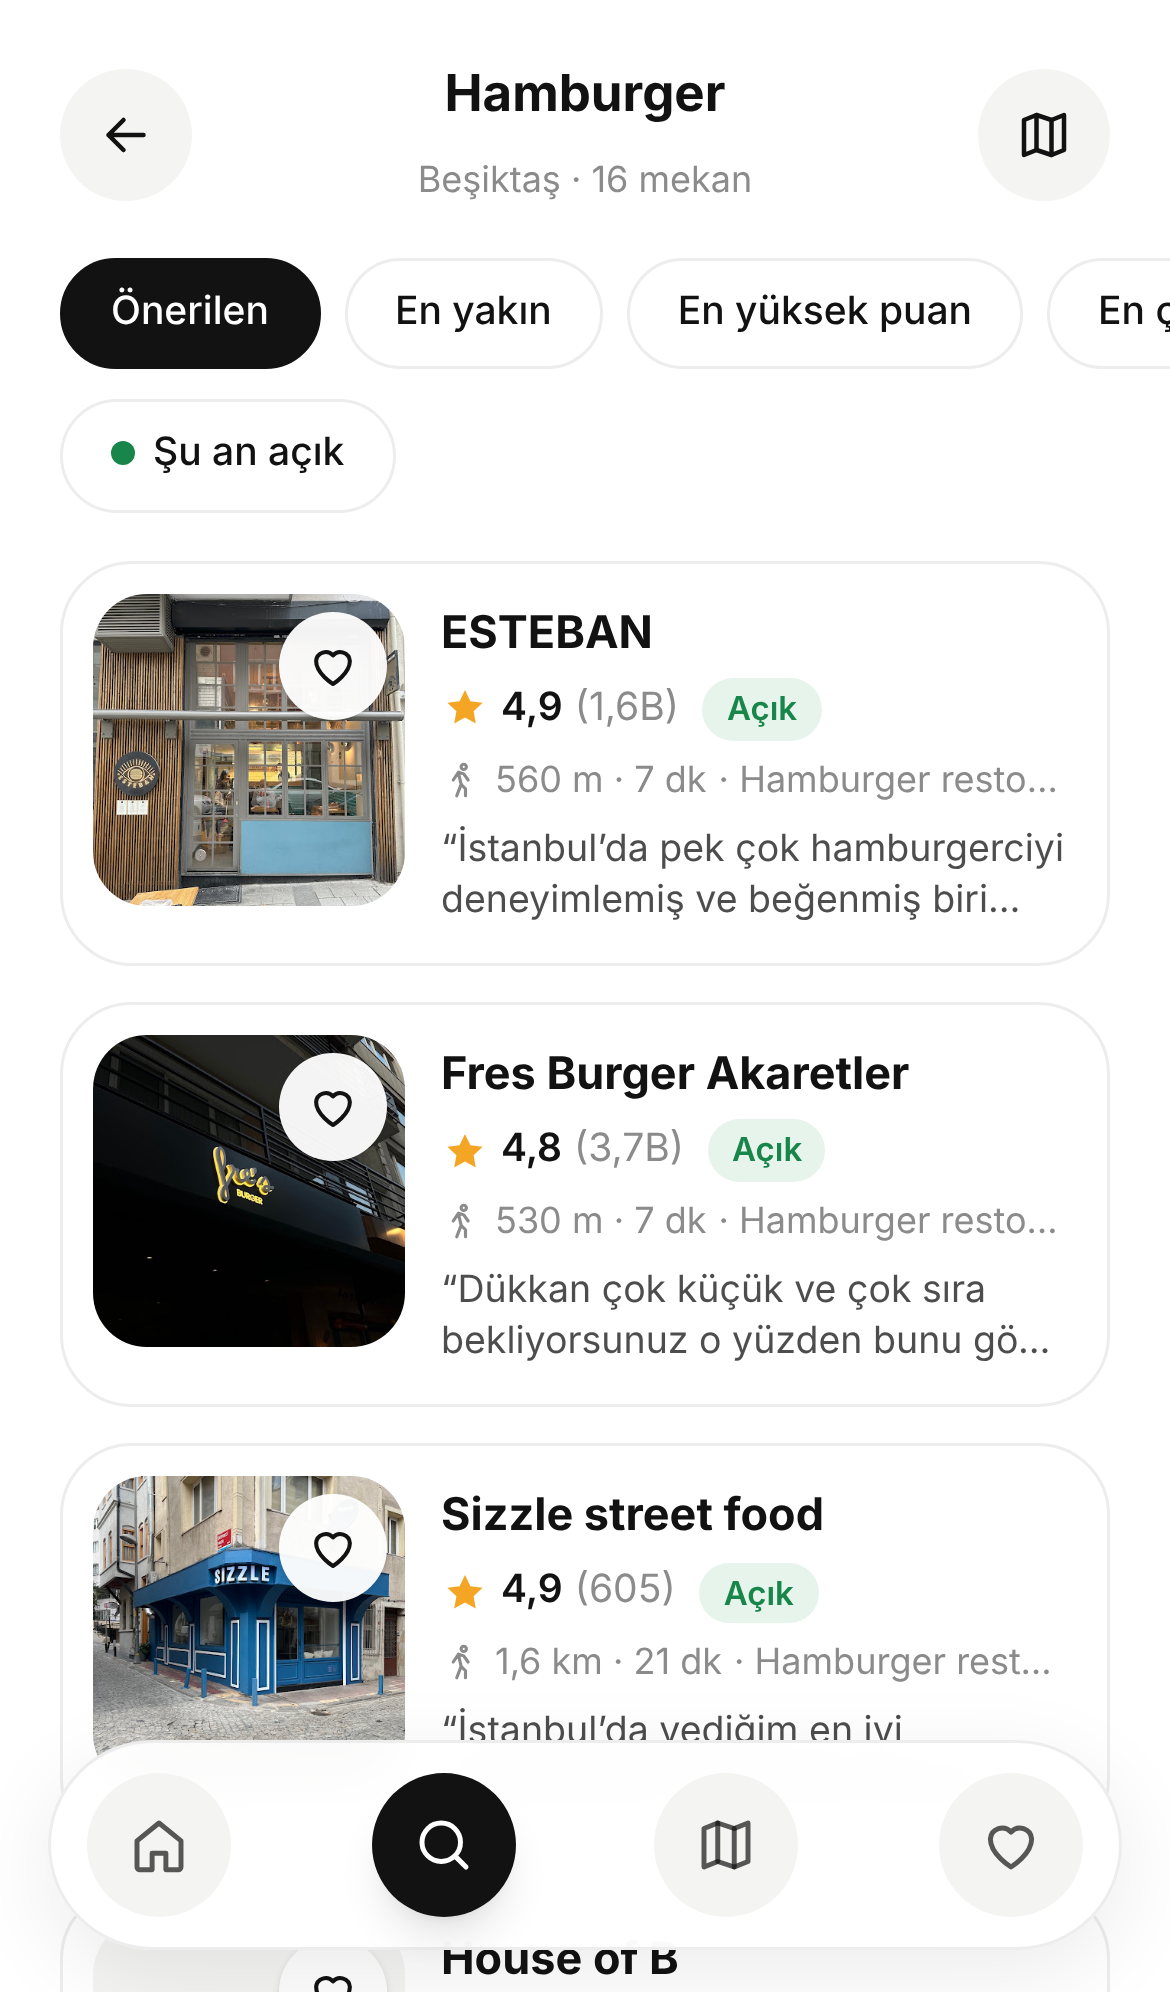 Hamburger
Beşiktaş · 16 mekan
Önerilen
En yakın
En yüksek puan
En ç
Şu an açık
ESTEBAN
4,9 (1,6B) Açık
560 m · 7 dk · Hamburger resto...
“İstanbul’da pek çok hamburgerciyi
deneyimlemiş ve beğenmiş biri...
fres
BURGER
Fres Burger Akaretler
4,8 (3,7B) Açık
530 m · 7 dk · Hamburger resto...
“Dükkan çok küçük ve çok sıra
bekliyorsunuz o yüzden bunu gö...
SIZZLE
Sizzle street food
4,9 (605) Açık
1,6 km · 21 dk · Hamburger rest...
“İstanbul’da yediğim en iyi
House of B